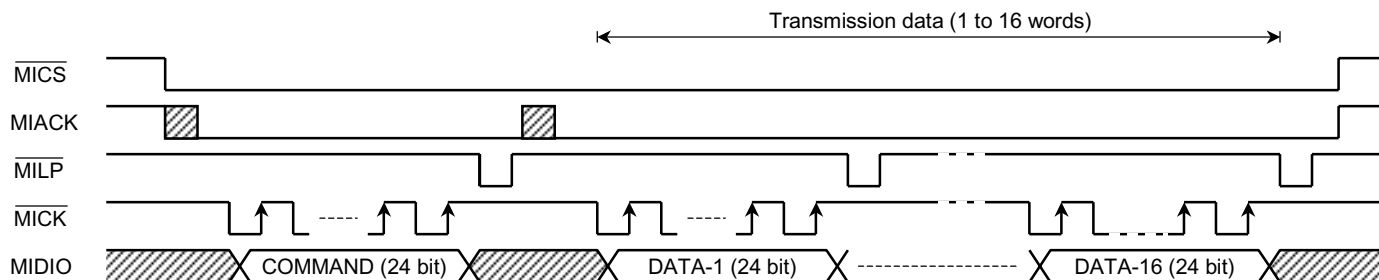 Transmission data (1 to 16 words)
MICS
MIACK
MILP
MICK
MIDIO COMMAND (24 bit) DATA-1 (24 bit) DATA-16 (24 bit)